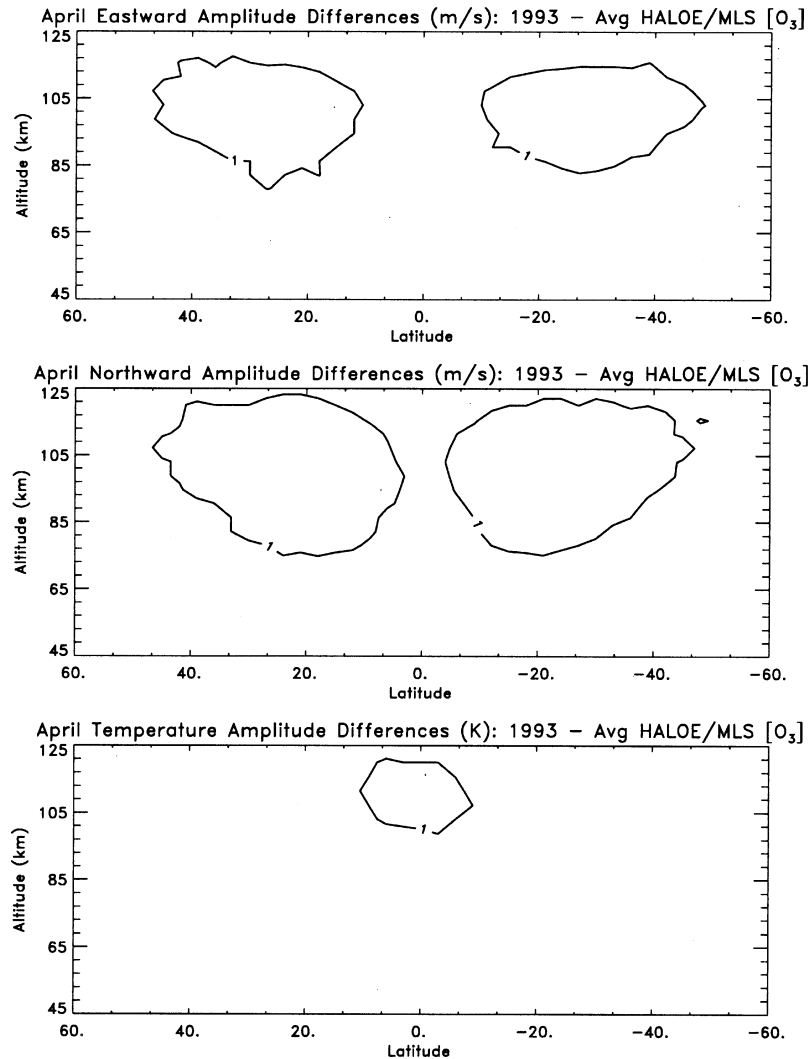 April Eastward Amplitude Differences (m/s): 1993 – Avg HALOE/MLS [O₃]
125
105
85
65
45
Altitude (km)
1
1
60. 40. 20. 0. −20. −40. −60.
Latitude
April Northward Amplitude Differences (m/s): 1993 – Avg HALOE/MLS [O₃]
125
105
85
65
45
Altitude (km)
1
1
60. 40. 20. 0. −20. −40. −60.
Latitude
April Temperature Amplitude Differences (K): 1993 – Avg HALOE/MLS [O₃]
125
105
85
65
45
Altitude (km)
1
60. 40. 20. 0. −20. −40. −60.
Latitude